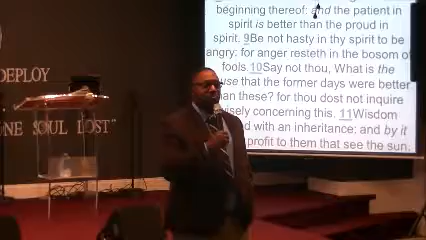 beginning thereof: and the patient in
spirit is better than the proud in
spirit. 9Be not hasty in thy spirit to be
angry: for anger resteth in the bosom of
fools. 10Say not thou, What is the
use that the former days were better
than these? for thou dost not inquire
wisely concerning this. 11Wisdom
d with an inheritance: and by it
profit to them that see the sun.
DEPLOY
ONE SOUL LOST"